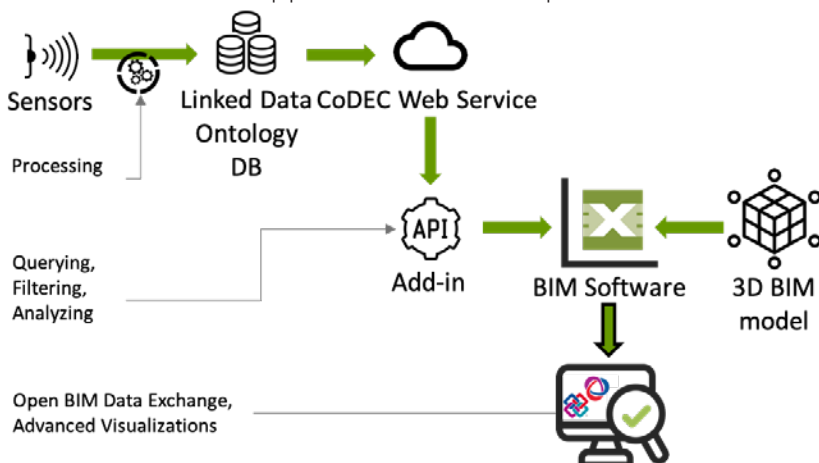 Sensors
Linked Data
Ontology
DB
CoDEC Web Service
Processing
API
Add-in
Querying,
Filtering,
Analyzing
BIM Software
3D BIM
model
Open BIM Data Exchange,
Advanced Visualizations